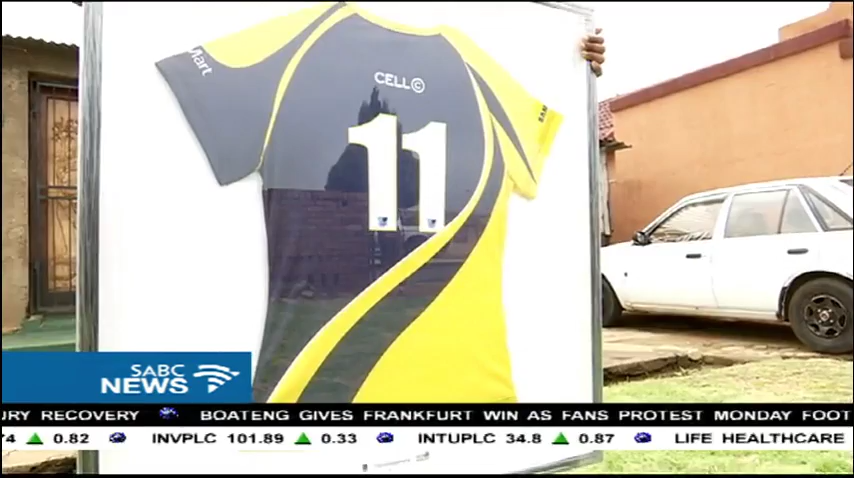 Mart
CELL C
11
SABC
NEWS
URY RECOVERY BOATENG GIVES FRANKFURT WIN AS FANS PROTEST MONDAY FOOT
74 0.82 INVPLC 101.89 0.33 INTUPLC 34.8 0.87 LIFE HEALTHCARE